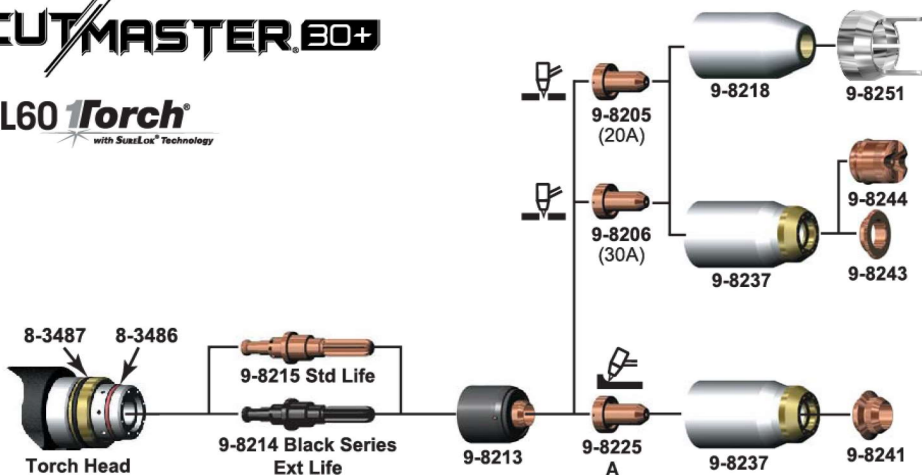 CUTMASTER® 30+
L60 1Torch®
with SureLok® Technology
9-8205
(20A)
9-8218
9-8251
9-8206
(30A)
9-8237
9-8244
9-8243
8-3487
8-3486
9-8215 Std Life
9-8214 Black Series
Ext Life
Torch Head
9-8213
9-8225
A
9-8237
9-8241